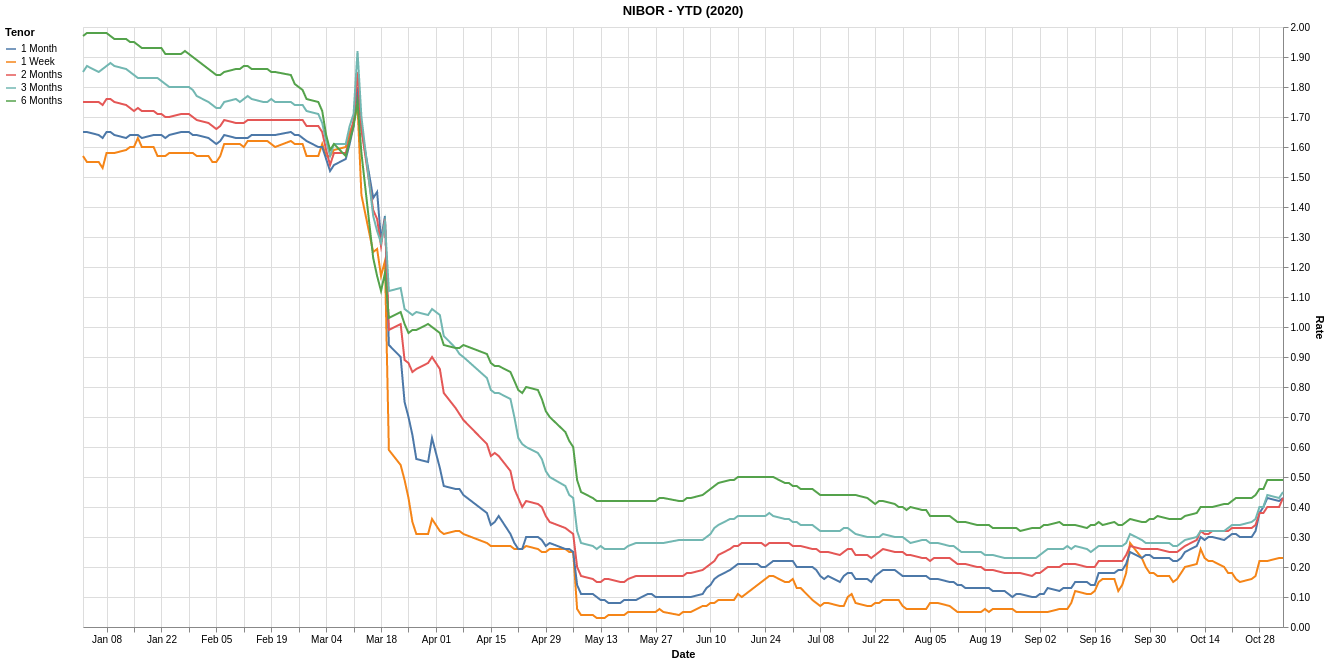 NIBOR - YTD (2020)
Tenor
1 Month
1 Week
2 Months
3 Months
6 Months
2.00
1.90
1.80
1.70
1.60
1.50
1.40
1.30
1.20
1.10
1.00
0.90
0.80
0.70
0.60
0.50
0.40
0.30
0.20
0.10
0.00
Rate
Jan 08 Jan 22 Feb 05 Feb 19 Mar 04 Mar 18 Apr 01 Apr 15 Apr 29 May 13 May 27 Jun 10 Jun 24 Jul 08 Jul 22 Aug 05 Aug 19 Sep 02 Sep 16 Sep 30 Oct 14 Oct 28
Date